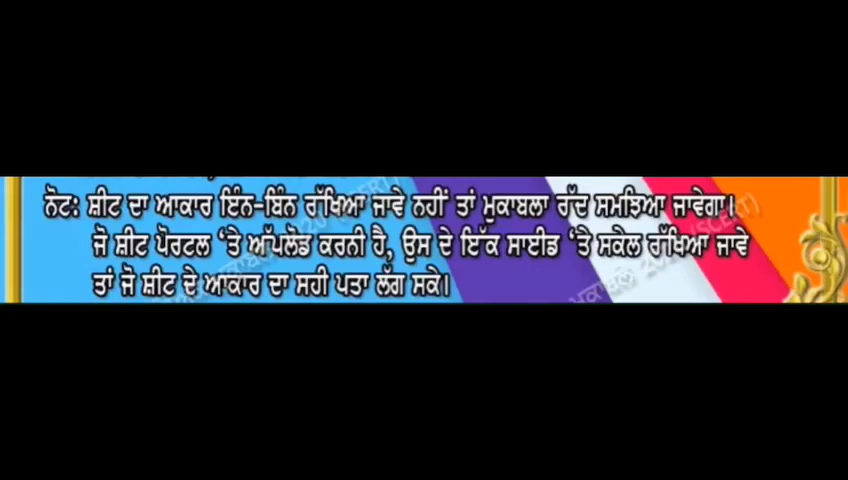 ਨੋਟ: ਸ਼ੀਟ ਦਾ ਆਕਾਰ ਇੰਨ-ਬਿੰਨ ਰੱਖਿਆ ਜਾਵੇ ਨਹੀਂ ਤਾਂ ਮੁਕਾਬਲਾ ਰੱਦ ਸਮਝਿਆ ਜਾਵੇਗਾ।
ਜੋ ਸ਼ੀਟ ਪੋਰਟਲ ‘ਤੇ ਅੱਪਲੋਡ ਕਰਨੀ ਹੈ, ਉਸ ਦੇ ਇੱਕ ਸਾਈਡ ‘ਤੇ ਸਕੇਲ ਰੱਖਿਆ ਜਾਵੇ
ਤਾਂ ਜੋ ਸ਼ੀਟ ਦੇ ਆਕਾਰ ਦਾ ਸਹੀ ਪਤਾ ਲੱਗ ਸਕੇ।